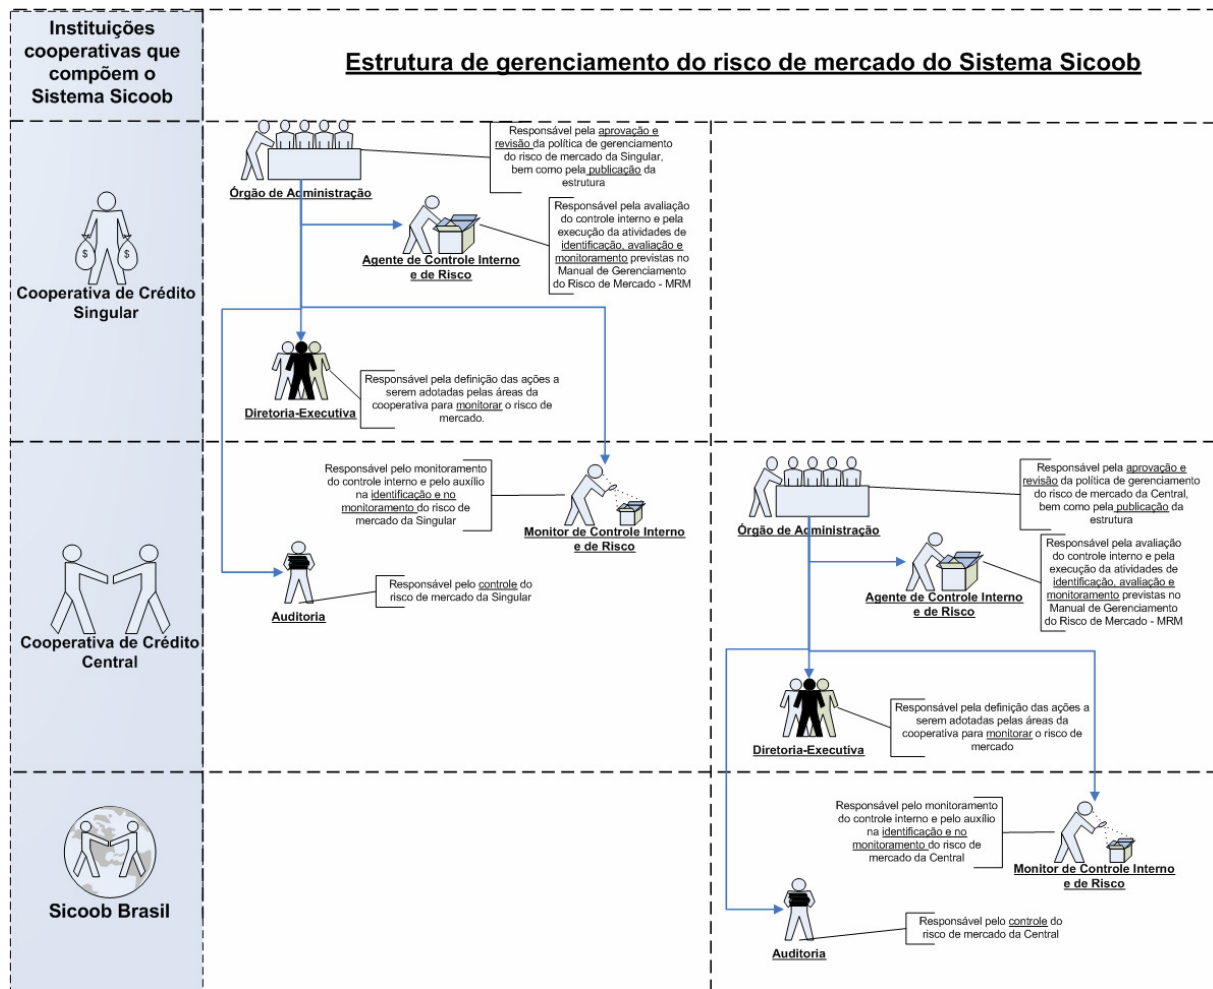 Instituições
cooperativas que
compõem o
Sistema Sicoob
Estrutura de gerenciamento do risco de mercado do Sistema Sicoob
Responsável pela aprovação e
revisão da política de gerenciamento
do risco de mercado da Singular,
bem como pela publicação da
estrutura
Órgão de Administração
Responsável pela avaliação
do controle interno e pela
execução da atividades de
identificação, avaliação e
monitoramento previstas no
Manual de Gerenciamento
do Risco de Mercado - MRM
Agente de Controle Interno
e de Risco
$
$
Cooperativa de Crédito
Singular
Responsável pela definição das ações a
serem adotadas pelas áreas da
cooperativa para monitorar o risco de
mercado.
Diretoria-Executiva
Responsável pelo monitoramento
do controle interno e pelo auxílio
na identificação e no
monitoramento do risco de
mercado da Singular
Monitor de Controle Interno
e de Risco
Responsável pelo controle do
risco de mercado da Singular
Auditoria
Cooperativa de Crédito
Central
Responsável pela aprovação e
revisão da política de gerenciamento
do risco de mercado da Central,
bem como pela publicação da
estrutura
Órgão de Administração
Responsável pela avaliação
do controle interno e pela
execução da atividades de
identificação, avaliação e
monitoramento previstas no
Manual de Gerenciamento
do Risco de Mercado - MRM
Agente de Controle Interno
e de Risco
Responsável pela definição das ações a
serem adotadas pelas áreas da
cooperativa para monitorar o risco de
mercado
Diretoria-Executiva
Responsável pelo monitoramento
do controle interno e pelo auxílio
na identificação e no
monitoramento do risco de
mercado da Central
Monitor de Controle Interno
e de Risco
Sicoob Brasil
Responsável pelo controle do
risco de mercado da Central
Auditoria